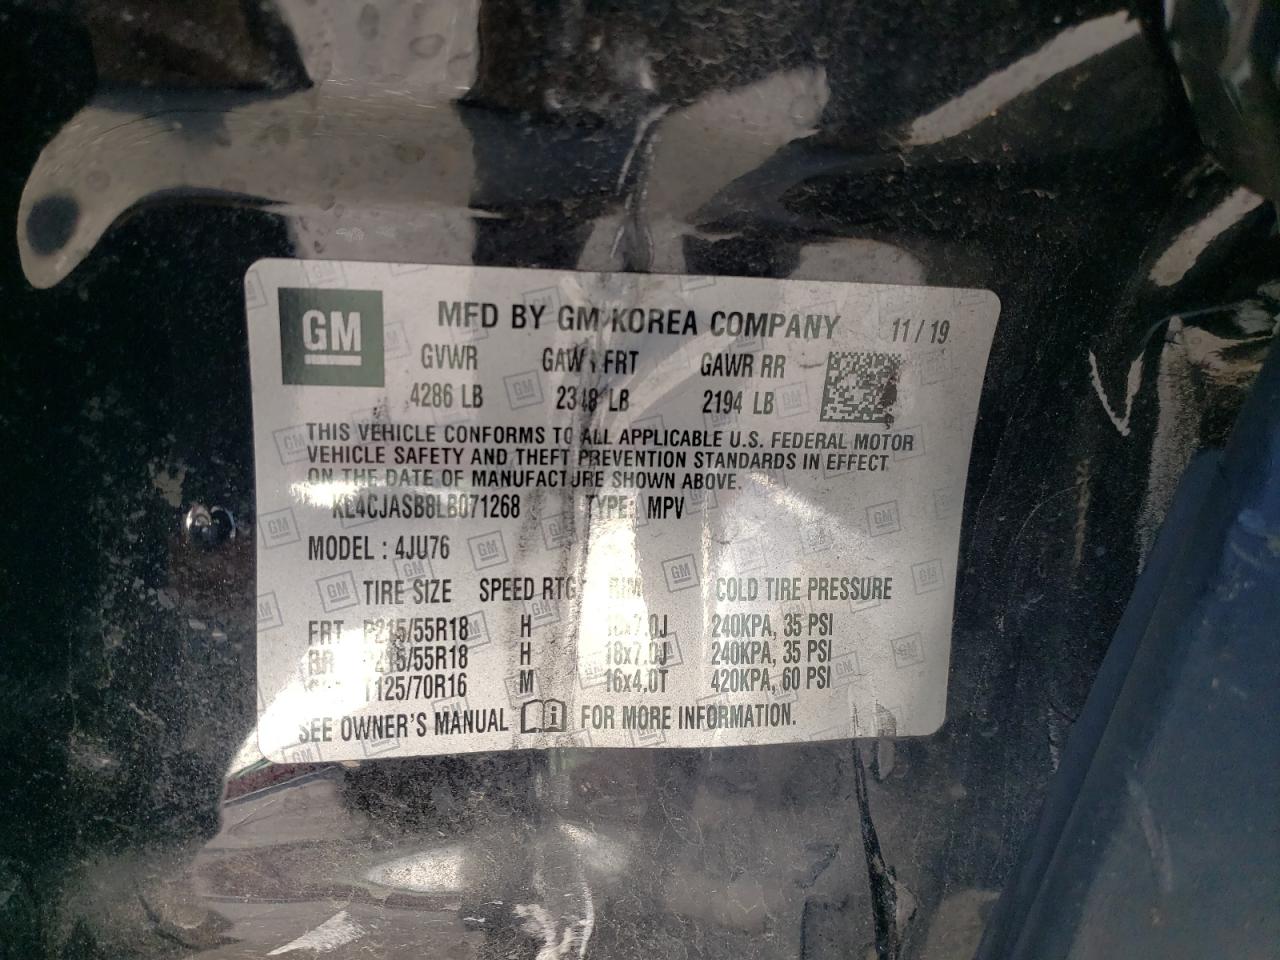 GM
MFD BY GM KOREA COMPANY 11/19
GVWR GAWR FRT GAWR RR
4286 LB 2348 LB 2194 LB
THIS VEHICLE CONFORMS TO ALL APPLICABLE U.S. FEDERAL MOTOR
VEHICLE SAFETY AND THEFT PREVENTION STANDARDS IN EFFECT
ON THE DATE OF MANUFACTURE SHOWN ABOVE.
KL4CJASB8LB071268 TYPE: MPV
MODEL : 4JU76
TIRE SIZE SPEED RTG RIM COLD TIRE PRESSURE
FRT P215/55R18 H 18x7.0J 240KPA, 35 PSI
RR P215/55R18 H 18x7.0J 240KPA, 35 PSI
T125/70R16 M 16x4.0T 420KPA, 60 PSI
SEE OWNER'S MANUAL FOR MORE INFORMATION.